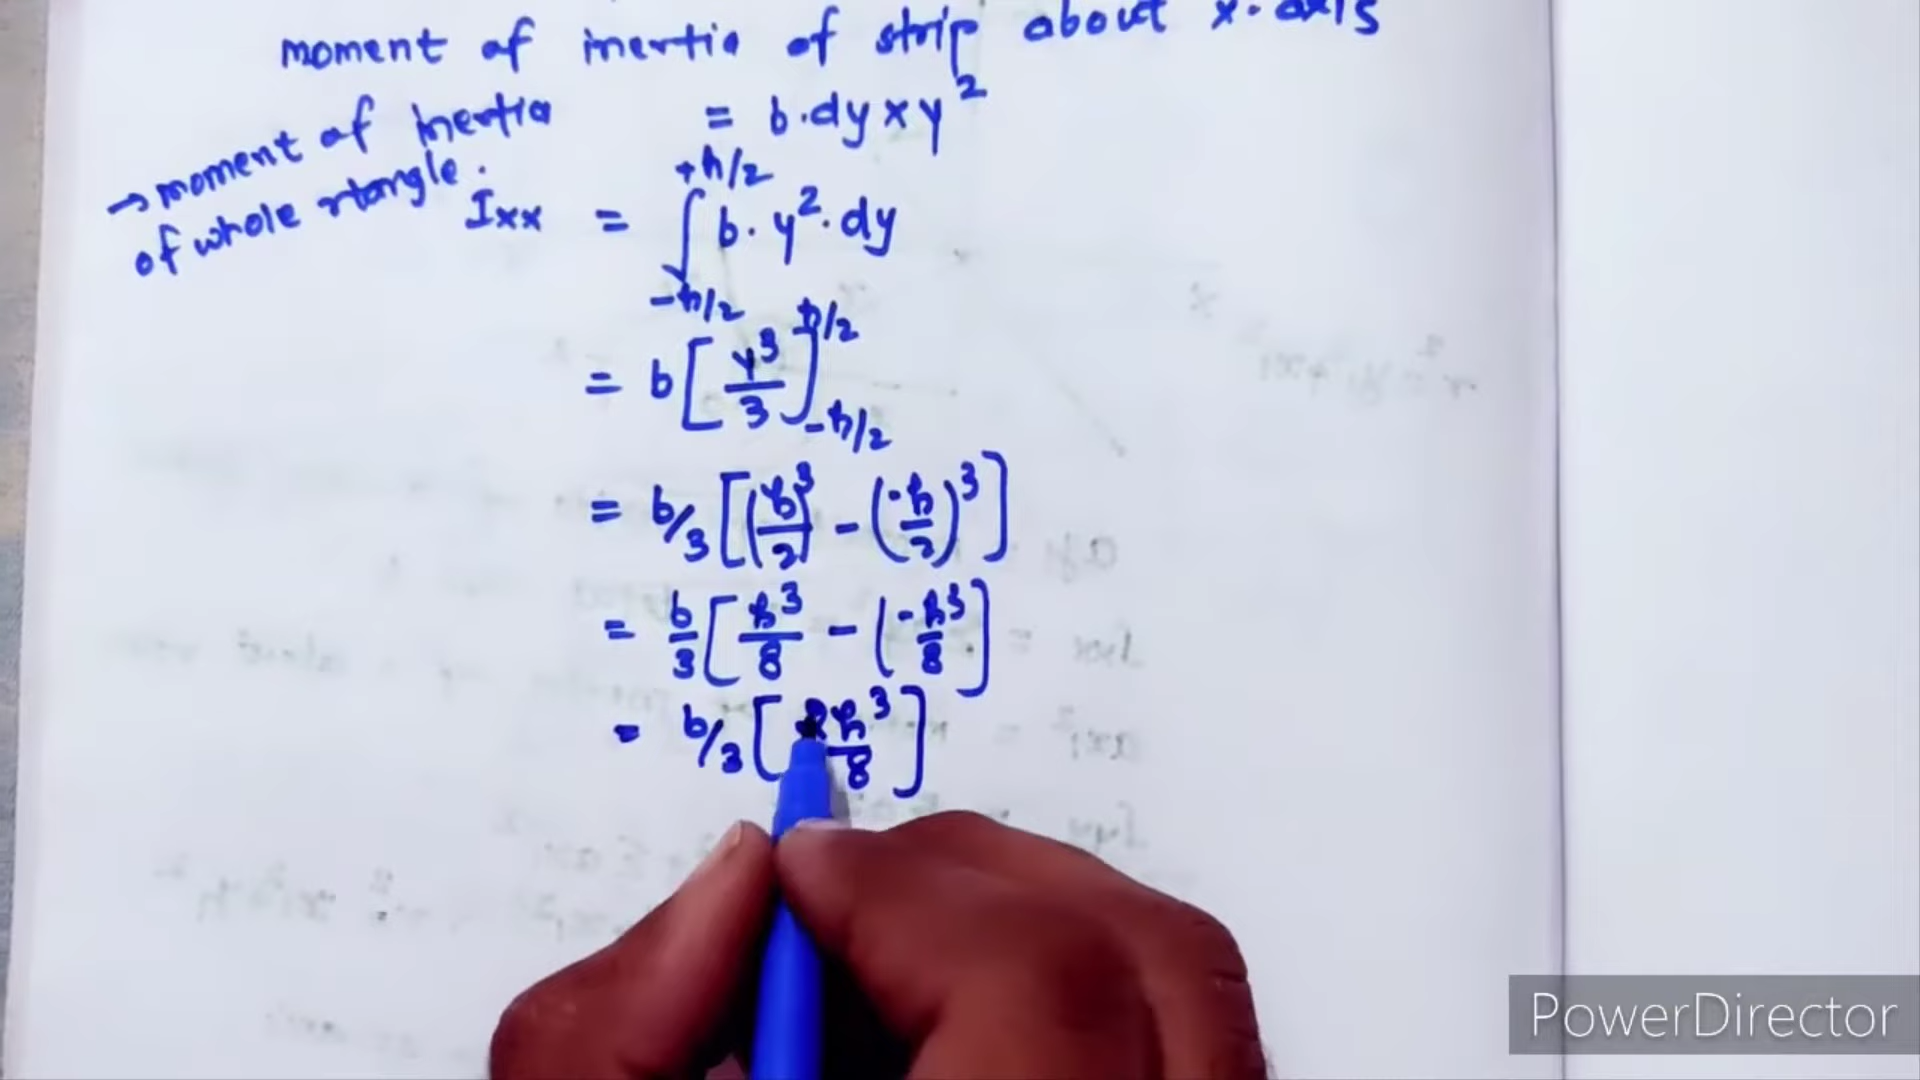 moment of inertia of strip about x-axis
= b.dy x y²
→ moment of inertia
of whole rtangle.
Ixx = ∫ b. y². dy
+h/2
-h/2
= b [y³/3] h/2 -h/2
= b/3 [(h/2)³ - (-h/2)³]
= b/3 [h³/8 - (-h³/8]
= b/3 [2h³/8]
PowerDirector